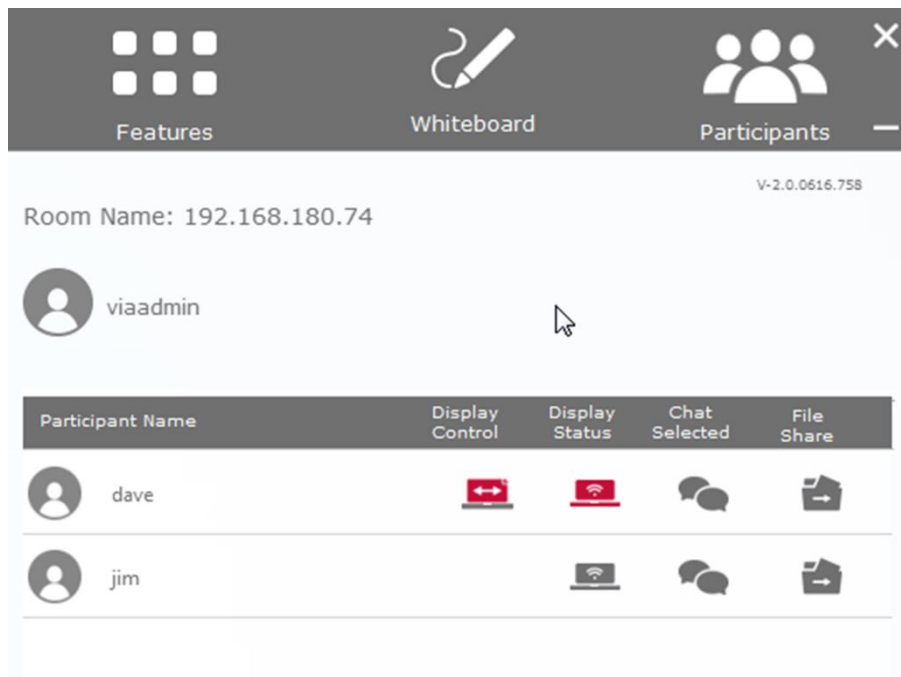 Features
Whiteboard
Participants
V-2.0.0616.758
Room Name: 192.168.180.74
viaadmin
Participant Name
Display Control
Display Status
Chat Selected
File Share
dave
jim